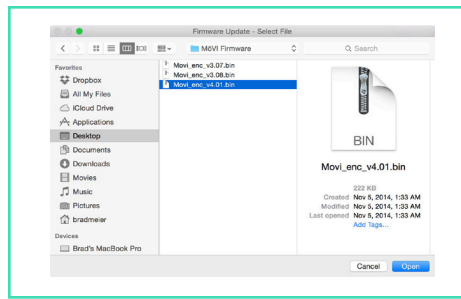 Firmware Update - Select File
MōVI Firmware
Search
Favorites
Dropbox
All My Files
iCloud Drive
Applications
Desktop
Documents
Downloads
Movies
Music
Pictures
bradmeier
Devices
Brad's MacBook Pro
Movi_enc_v3.07.bin
Movi_enc_v3.08.bin
Movi_enc_v4.01.bin
BIN
Movi_enc_v4.01.bin
222 KB
Created Nov 5, 2014, 1:33 AM
Modified Nov 5, 2014, 1:33 AM
Last opened Nov 5, 2014, 1:33 AM
Add Tags...
Cancel
Open